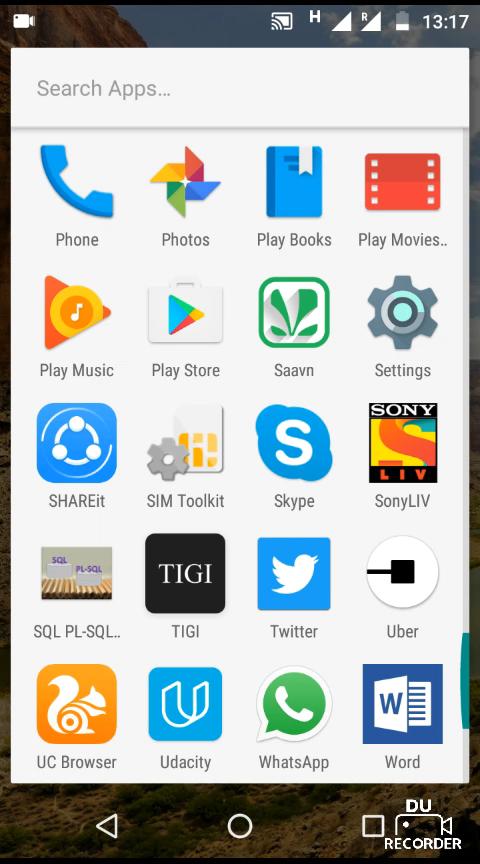 H R 13:17
Search Apps...
Phone Photos Play Books Play Movies..
Play Music Play Store Saavn Settings
SONY
LIV
SHAREit SIM Toolkit Skype SonyLIV
SQL
PL-SQL
TIGI
SQL PL-SQL.. TIGI Twitter Uber
W
UC Browser Udacity WhatsApp Word
DU
RECORDER